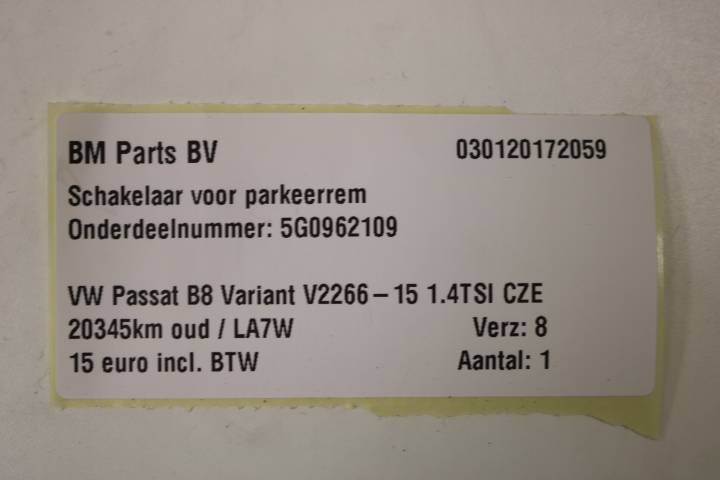 BM Parts BV 030120172059
Schakelaar voor parkeerrem
Onderdeelnummer: 5G0962109
VW Passat B8 Variant V2266-15 1.4TSI CZE
20345km oud / LA7W Verz: 8
15 euro incl. BTW Aantal: 1